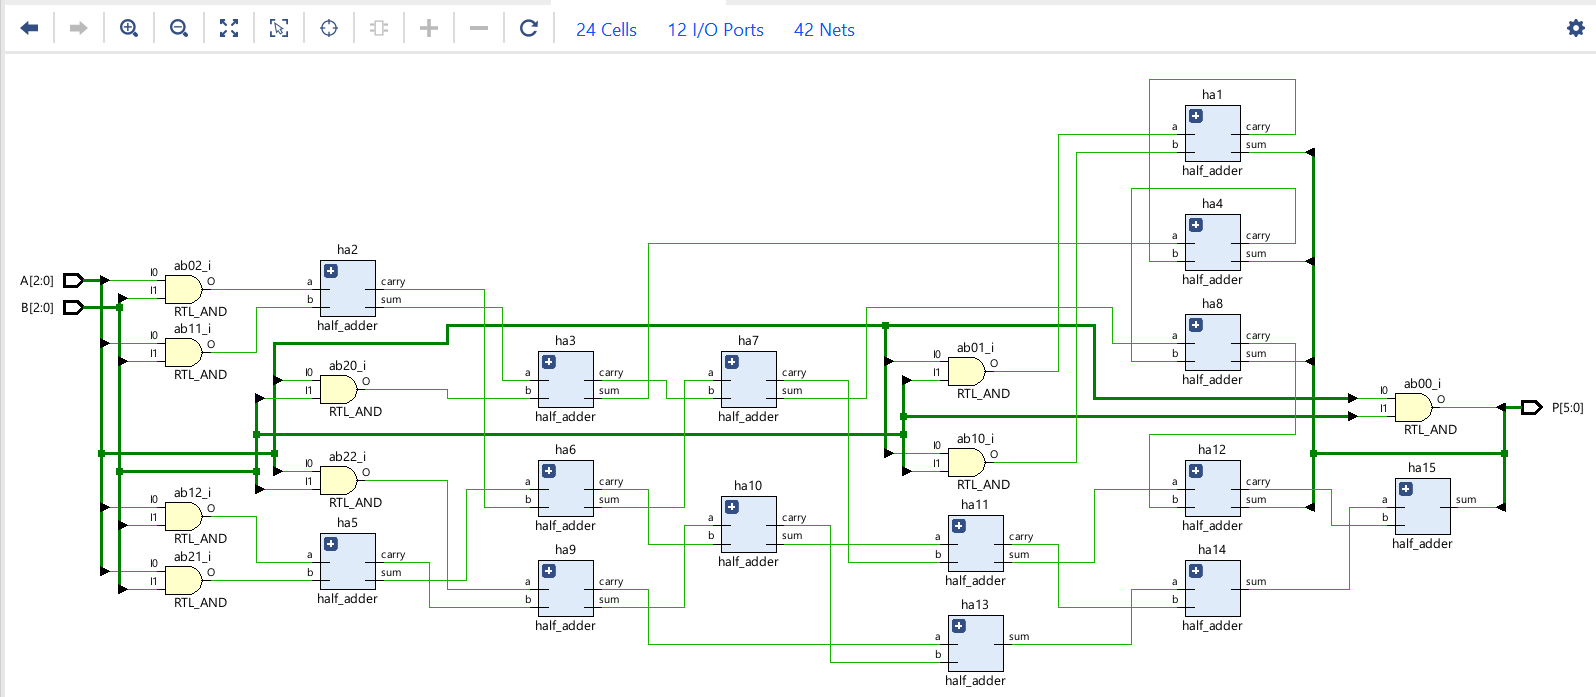 24 Cells 12 I/O Ports 42 Nets
ha1
a carry
b sum
half_adder
ha4
a carry
b sum
half_adder
ha8
a carry
b sum
half_adder
A[2:0]
B[2:0]
ab02_i
I0 O
I1
RTL_AND
ab11_i
I0 O
I1
RTL_AND
ha2
a carry
b sum
half_adder
ab20_i
I0 O
I1
RTL_AND
ha3
a carry
b sum
half_adder
ha7
a carry
b sum
half_adder
ab01_i
I0 O
I1
RTL_AND
ab00_i
I0 O
I1
RTL_AND
P[5:0]
ab22_i
I0 O
I1
RTL_AND
ha6
a carry
b sum
half_adder
ab10_i
I0 O
I1
RTL_AND
ha12
a carry
b sum
half_adder
ha15
a sum
b
half_adder
ab12_i
I0 O
I1
RTL_AND
ab21_i
I0 O
I1
RTL_AND
ha5
a carry
b sum
half_adder
ha10
a carry
b sum
half_adder
ha11
a carry
b sum
half_adder
ha9
a carry
b sum
half_adder
ha14
a sum
b
half_adder
ha13
a sum
b
half_adder